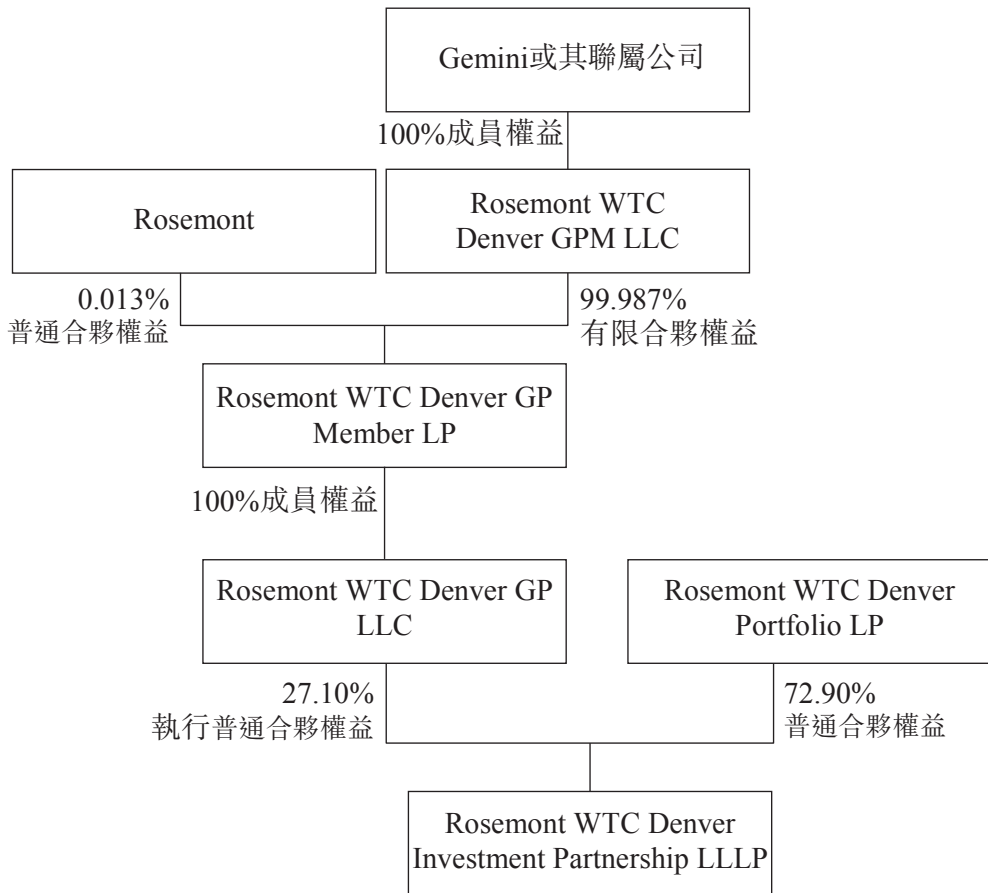 Gemini或其聯屬公司
100%成員權益
Rosemont
Rosemont WTC
Denver GPM LLC
0.013%
普通合夥權益
99.987%
有限合夥權益
Rosemont WTC Denver GP
Member LP
100%成員權益
Rosemont WTC Denver GP
LLC
Rosemont WTC Denver
Portfolio LP
27.10%
執行普通合夥權益
72.90%
普通合夥權益
Rosemont WTC Denver
Investment Partnership LLLP